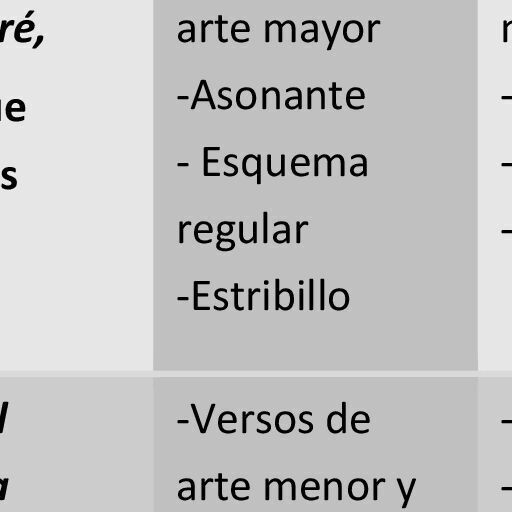 ré,
ue
s
arte mayor
-Asonante
- Esquema
regular
-Estribillo
-Versos de
arte menor y